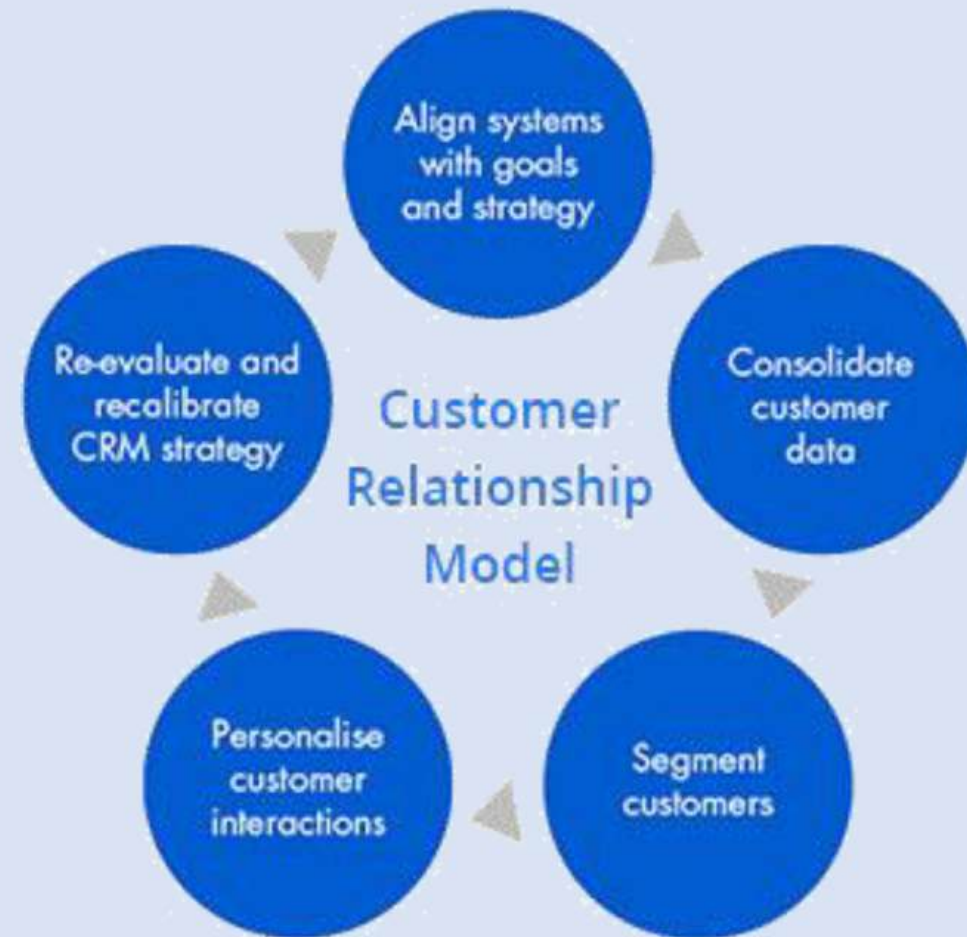 Align systems
with goals
and strategy
Consolidate
customer
data
Segment
customers
Personalise
customer
interactions
Re-evaluate and
recalibrate
CRM strategy
Customer
Relationship
Model